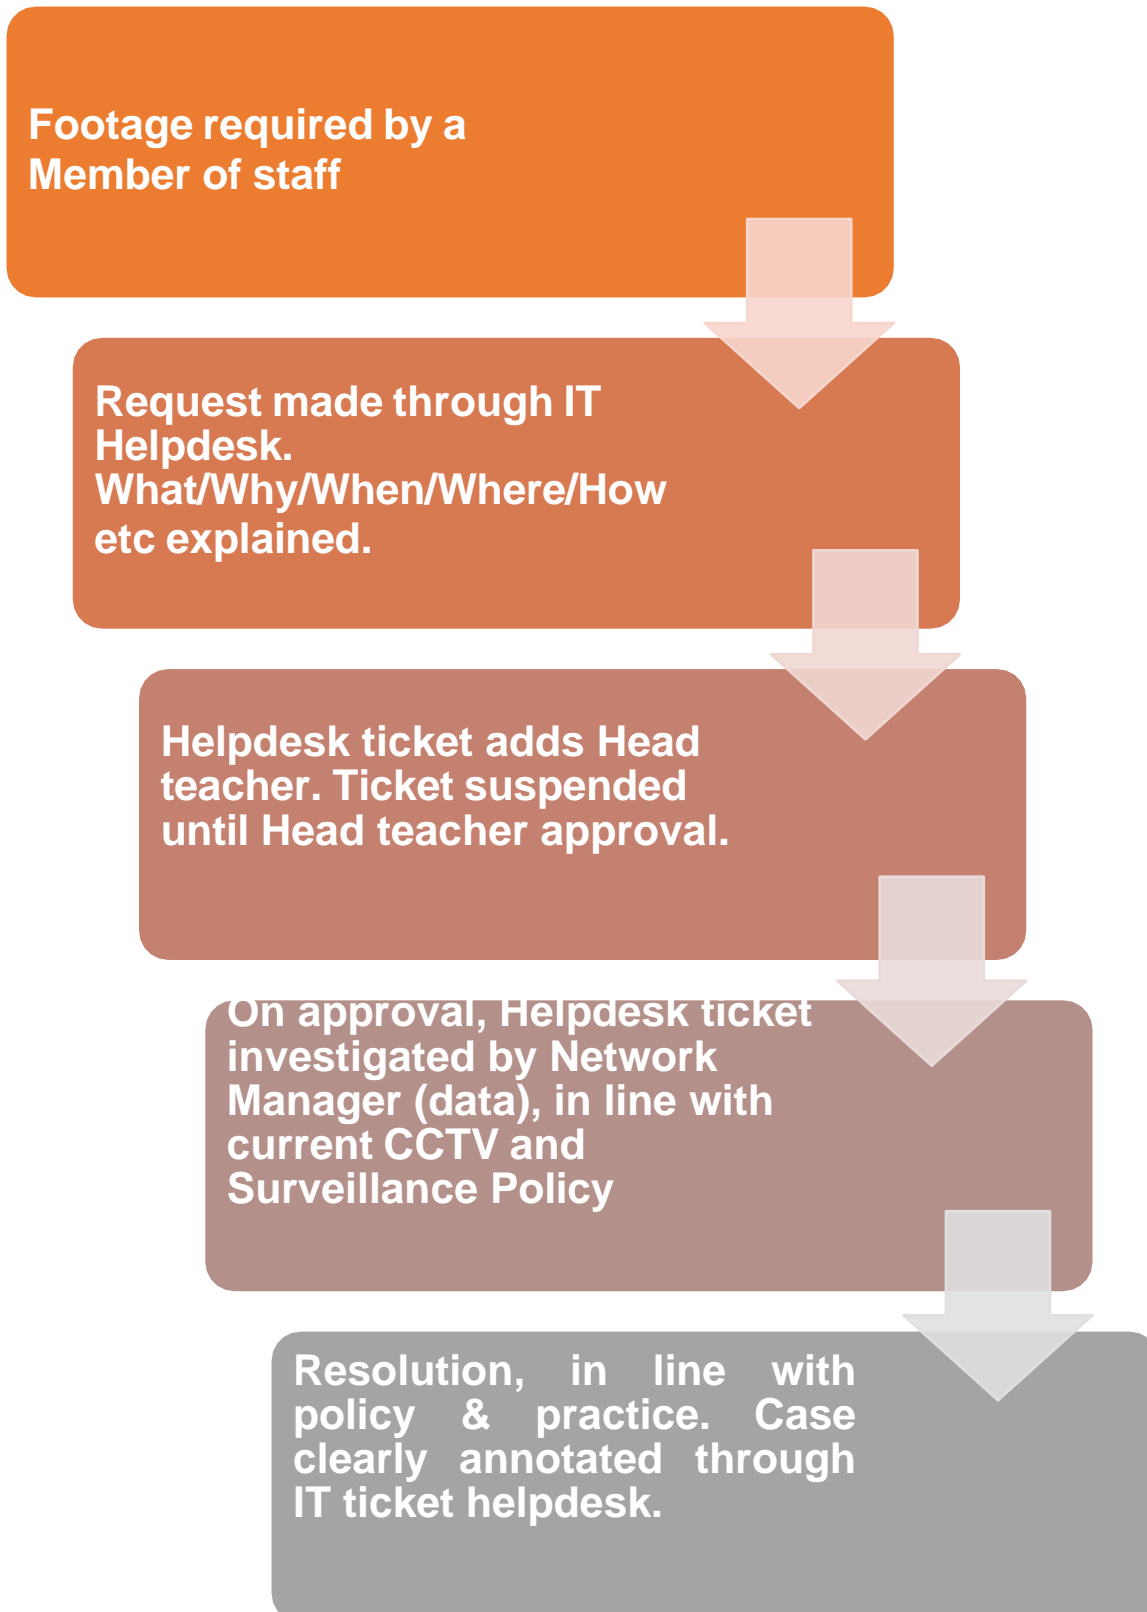 Footage required by a
Member of staff
Request made through IT
Helpdesk.
What/Why/When/Where/How
etc explained.
Helpdesk ticket adds Head
teacher. Ticket suspended
until Head teacher approval.
On approval, Helpdesk ticket
investigated by Network
Manager (data), in line with
current CCTV and
Surveillance Policy
Resolution, in line with
policy & practice. Case
clearly annotated through
IT ticket helpdesk.